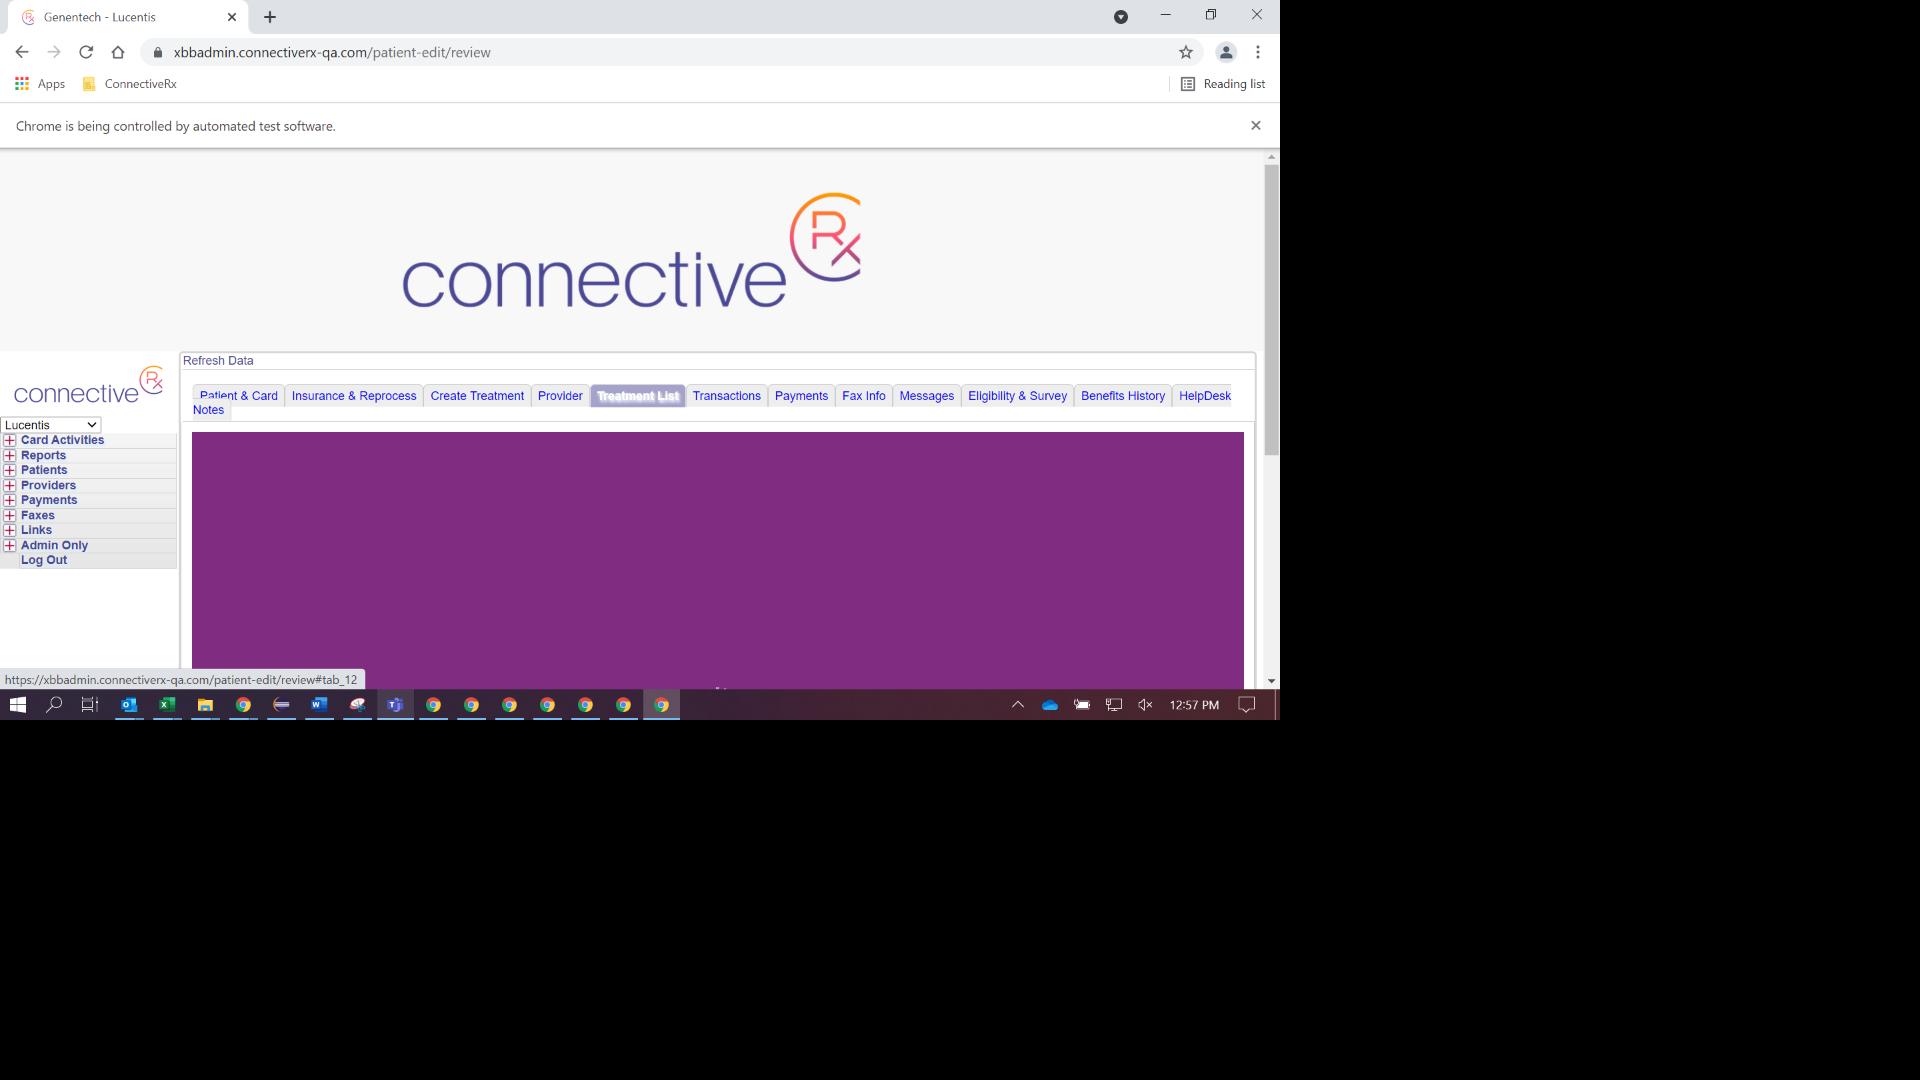 Genentech - Lucentis
xbbadmin.connectiverx-qa.com/patient-edit/review
Apps ConnectiveRx Reading list
Chrome is being controlled by automated test software.
connective Rx
connective Rx
Lucentis
Card Activities
Reports
Patients
Providers
Payments
Faxes
Links
Admin Only
Log Out
Refresh Data
Patient & Card Insurance & Reprocess Create Treatment Provider Treatment List Transactions Payments Fax Info Messages Eligibility & Survey Benefits History HelpDesk
Notes
https://xbbadmin.connectiverx-qa.com/patient-edit/review#tab_12
12:57 PM